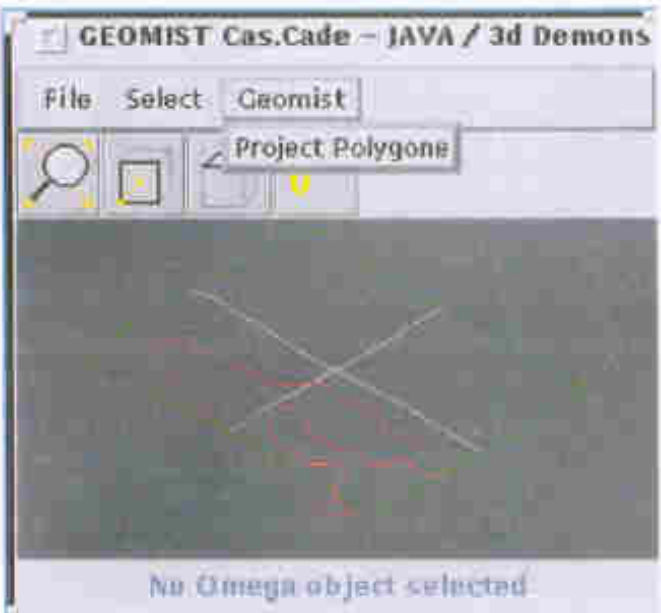 GEOMIST Cas.Cade - JAVA / 3d Demons
File Select Geomist
Project Polygone
No Omega object selected